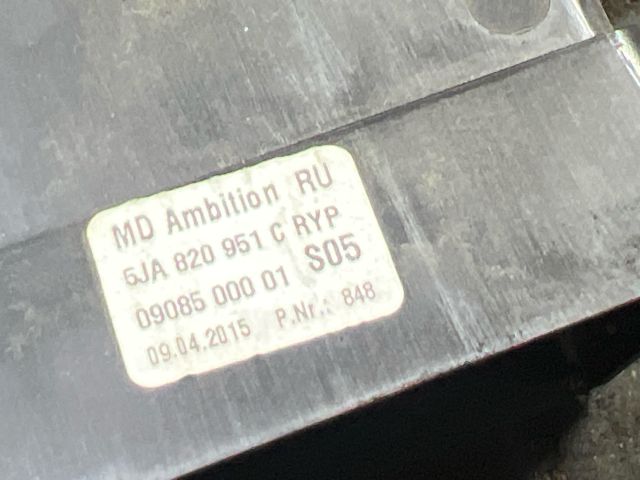 MD Ambition RU
5JA 820 951 C RYP
09085 000 01 S05
09.04.2015 P.Nr.: 848